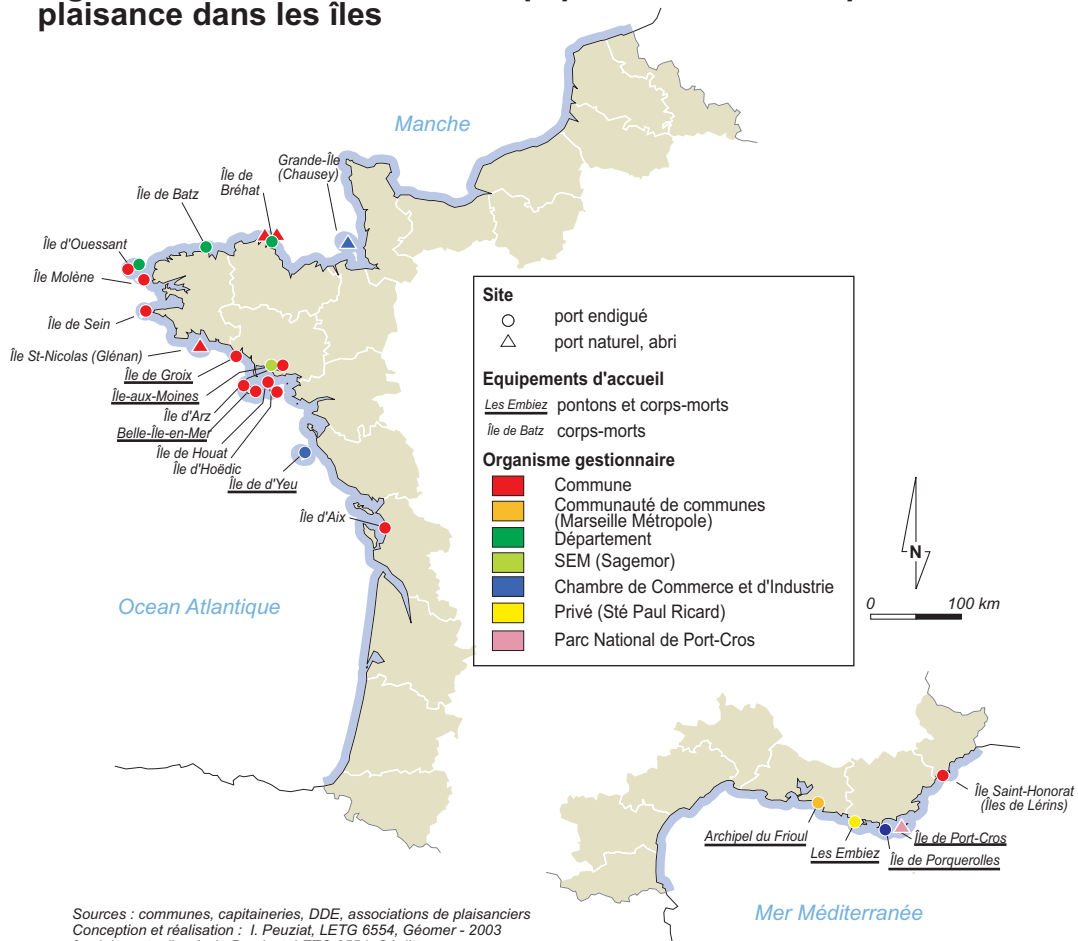 plaisance dans les îles
Manche
Grande-Île
(Chausey)
Île de
Bréhat
Île de Batz
Île d'Ouessant
Île Molène
Île de Sein
Île St-Nicolas (Glénan)
Île de Groix
Île-aux-Moines
Île d'Arz
Belle-Île-en-Mer
Île de Houat
Île d'Hoëdic
Île de d'Yeu
Île d'Aix
Ocean Atlantique
Site
port endigué
port naturel, abri
Equipements d'accueil
Les Embiez pontons et corps-morts
Île de Batz corps-morts
Organisme gestionnaire
Commune
Communauté de communes
(Marseille Métropole)
Département
SEM (Sagemor)
Chambre de Commerce et d'Industrie
Privé (Sté Paul Ricard)
Parc National de Port-Cros
N
0 100 km
Île Saint-Honorat
(Îles de Lérins)
Archipel du Frioul
Les Embiez
Île de Port-Cros
Île de Porquerolles
Mer Méditerranée
Sources : communes, capitaineries, DDE, associations de plaisanciers
Conception et réalisation : I. Peuziat, LETG 6554, Géomer - 2003